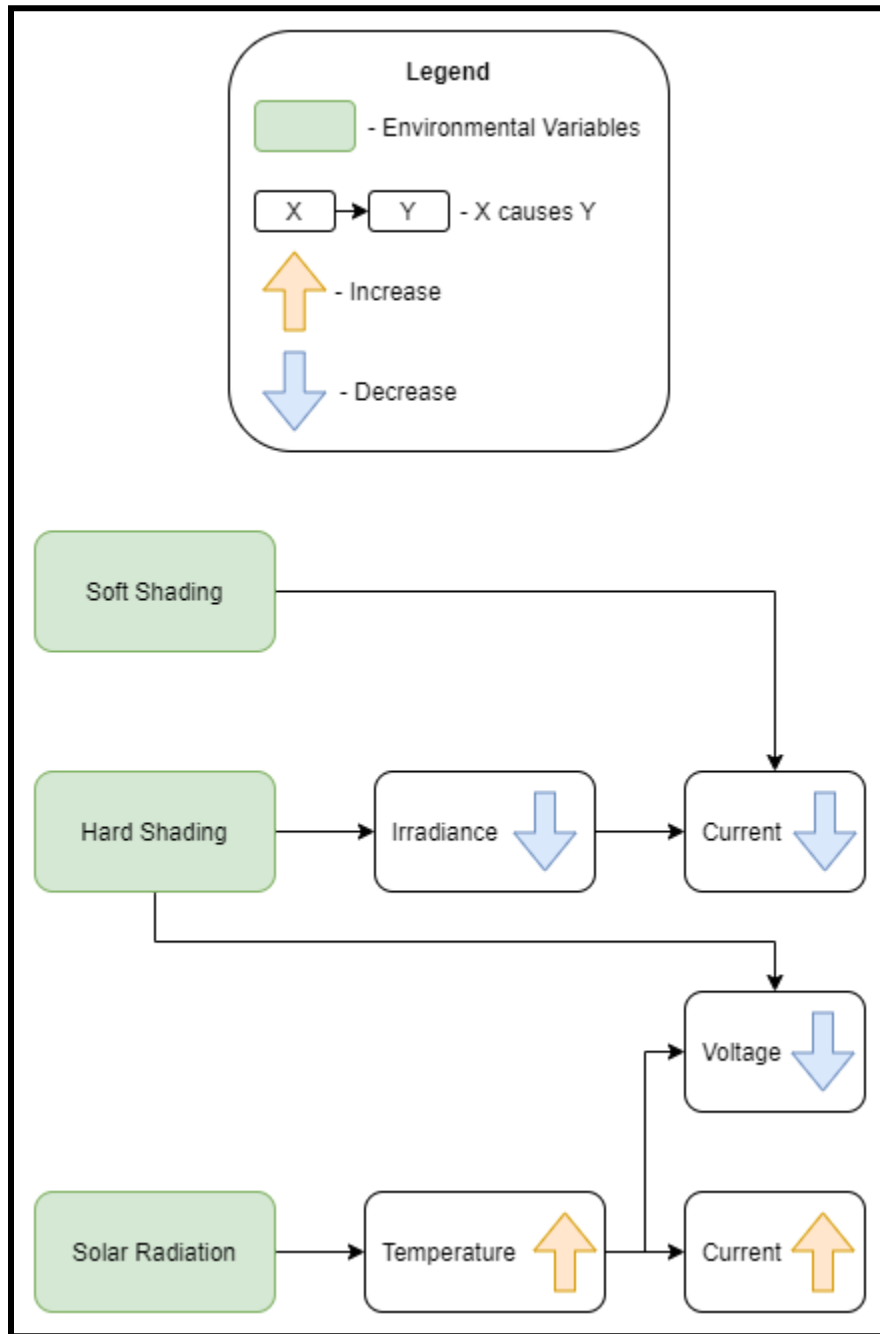 Legend
- Environmental Variables
X Y - X causes Y
- Increase
- Decrease
Soft Shading
Hard Shading
Irradiance
Current
Voltage
Solar Radiation
Temperature
Current